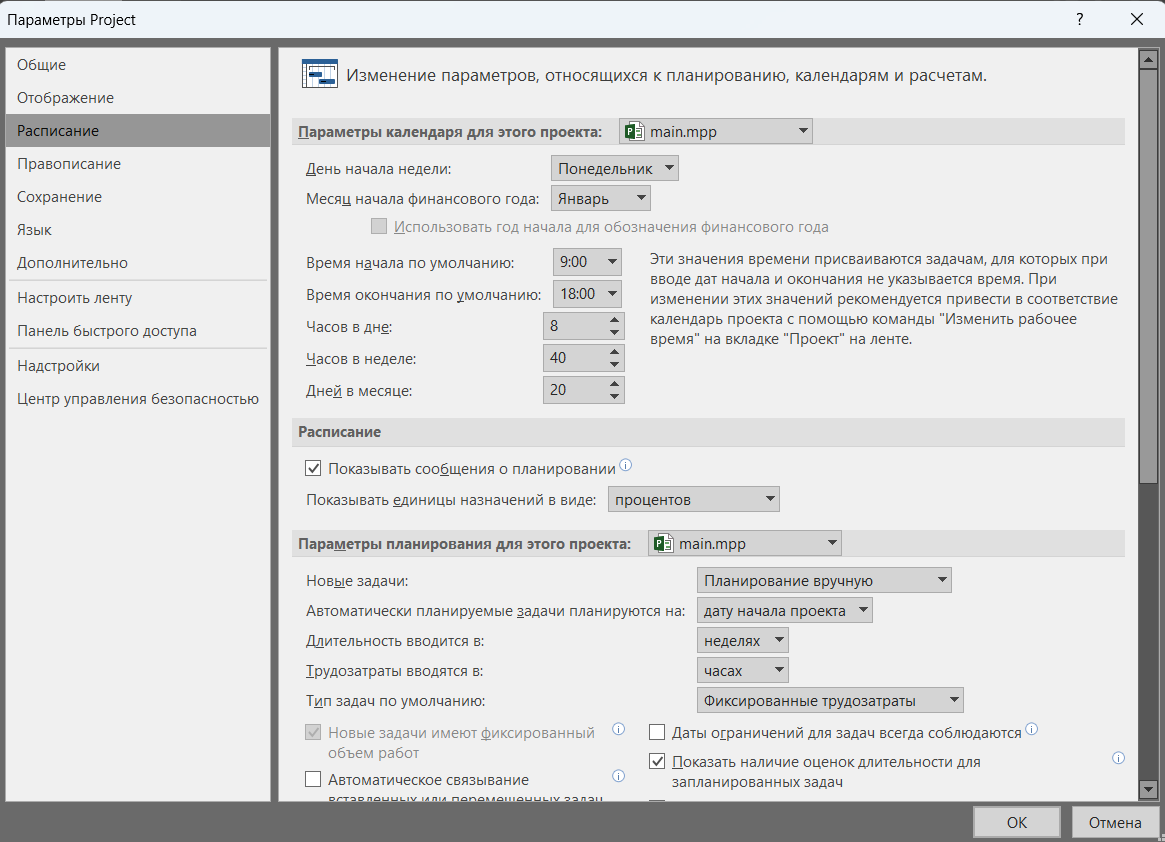 Параметры Project
?
Общие
Отображение
Расписание
Правописание
Сохранение
Язык
Дополнительно
Настроить ленту
Панель быстрого доступа
Надстройки
Центр управления безопасностью
Изменение параметров, относящихся к планированию, календарям и расчетам.
Параметры календаря для этого проекта: main.mpp
День начала недели: Понедельник
Месяц начала финансового года: Январь
Использовать год начала для обозначения финансового года
Время начала по умолчанию: 9:00
Время окончания по умолчанию: 18:00
Часов в дне: 8
Часов в неделе: 40
Дней в месяце: 20
Эти значения времени присваиваются задачам, для которых при
вводе дат начала и окончания не указывается время. При
изменении этих значений рекомендуется привести в соответствие
календарь проекта с помощью команды "Изменить рабочее
время" на вкладке "Проект" на ленте.
Расписание
Показывать сообщения о планировании
Показывать единицы назначений в виде: процентов
Параметры планирования для этого проекта: main.mpp
Новые задачи: Планирование вручную
Автоматически планируемые задачи планируются на: дату начала проекта
Длительность вводится в: неделях
Трудозатраты вводятся в: часах
Тип задач по умолчанию: Фиксированные трудозатраты
Новые задачи имеют фиксированный
объем работ
Автоматическое связывание
вставленных или перемещенных задач
Даты ограничений для задач всегда соблюдаются
Показать наличие оценок длительности для
запланированных задач
ОК
Отмена